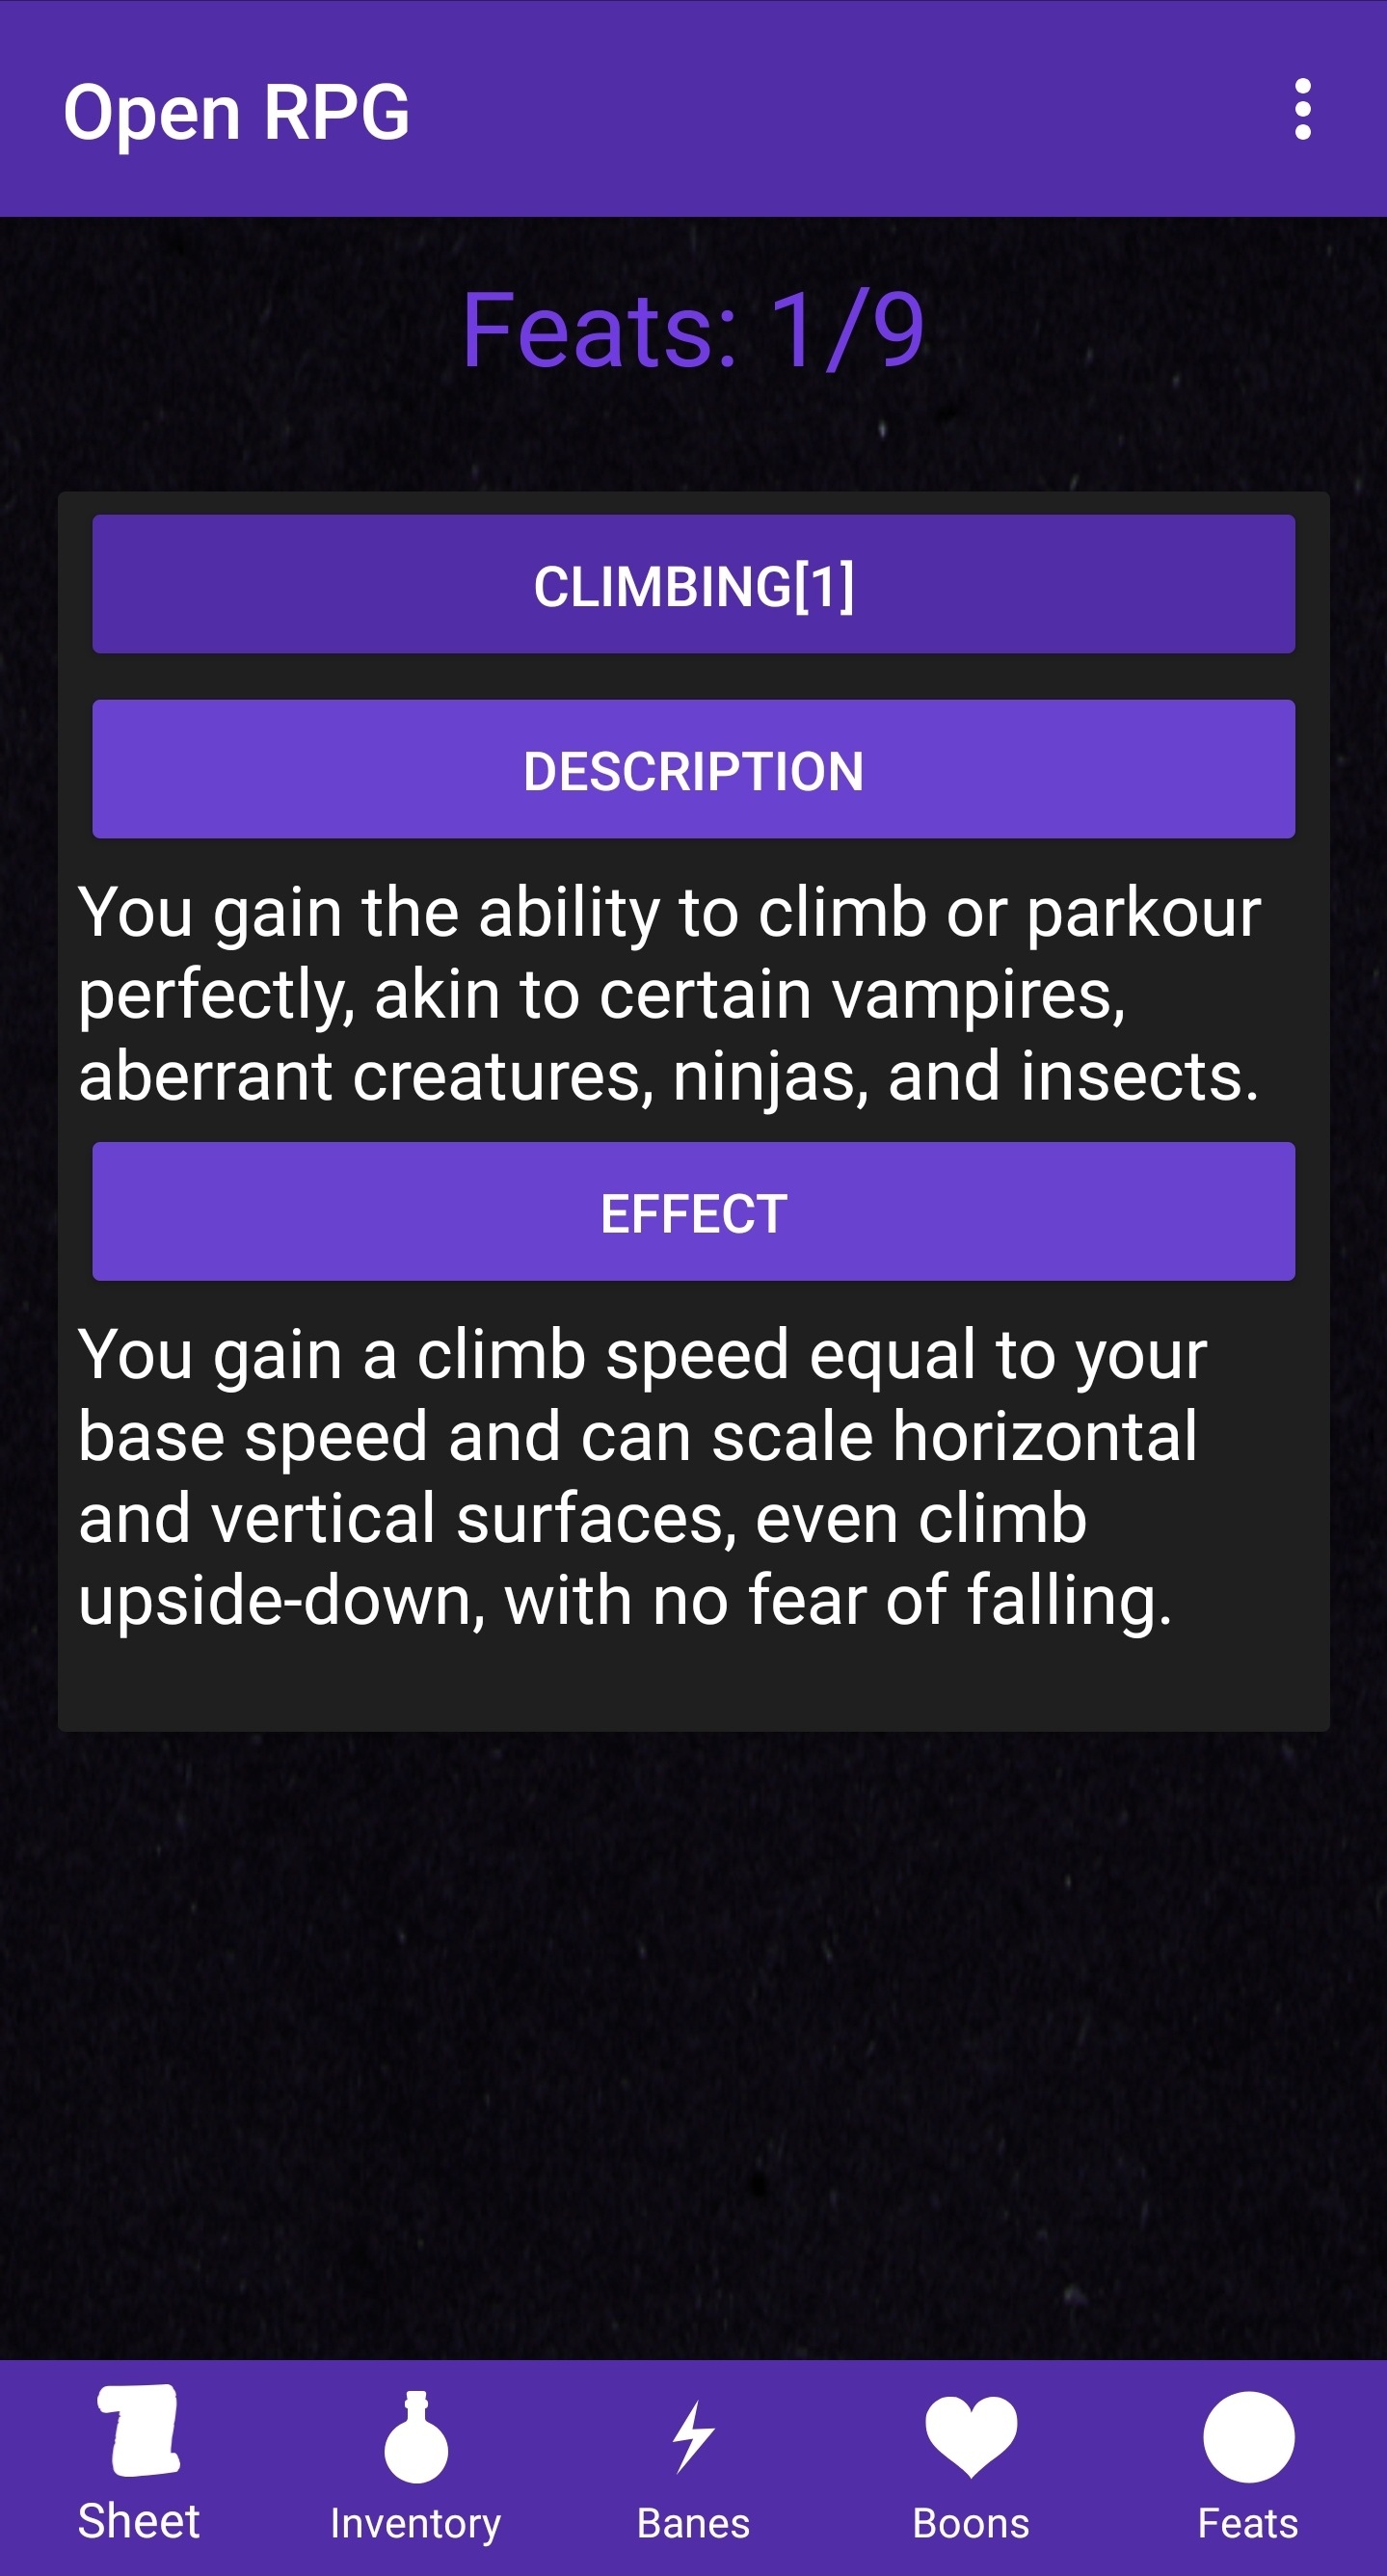 Open RPG
Feats: 1/9
CLIMBING[1]
DESCRIPTION
You gain the ability to climb or parkour
perfectly, akin to certain vampires,
aberrant creatures, ninjas, and insects.
EFFECT
You gain a climb speed equal to your
base speed and can scale horizontal
and vertical surfaces, even climb
upside-down, with no fear of falling.
Sheet
Inventory
Banes
Boons
Feats